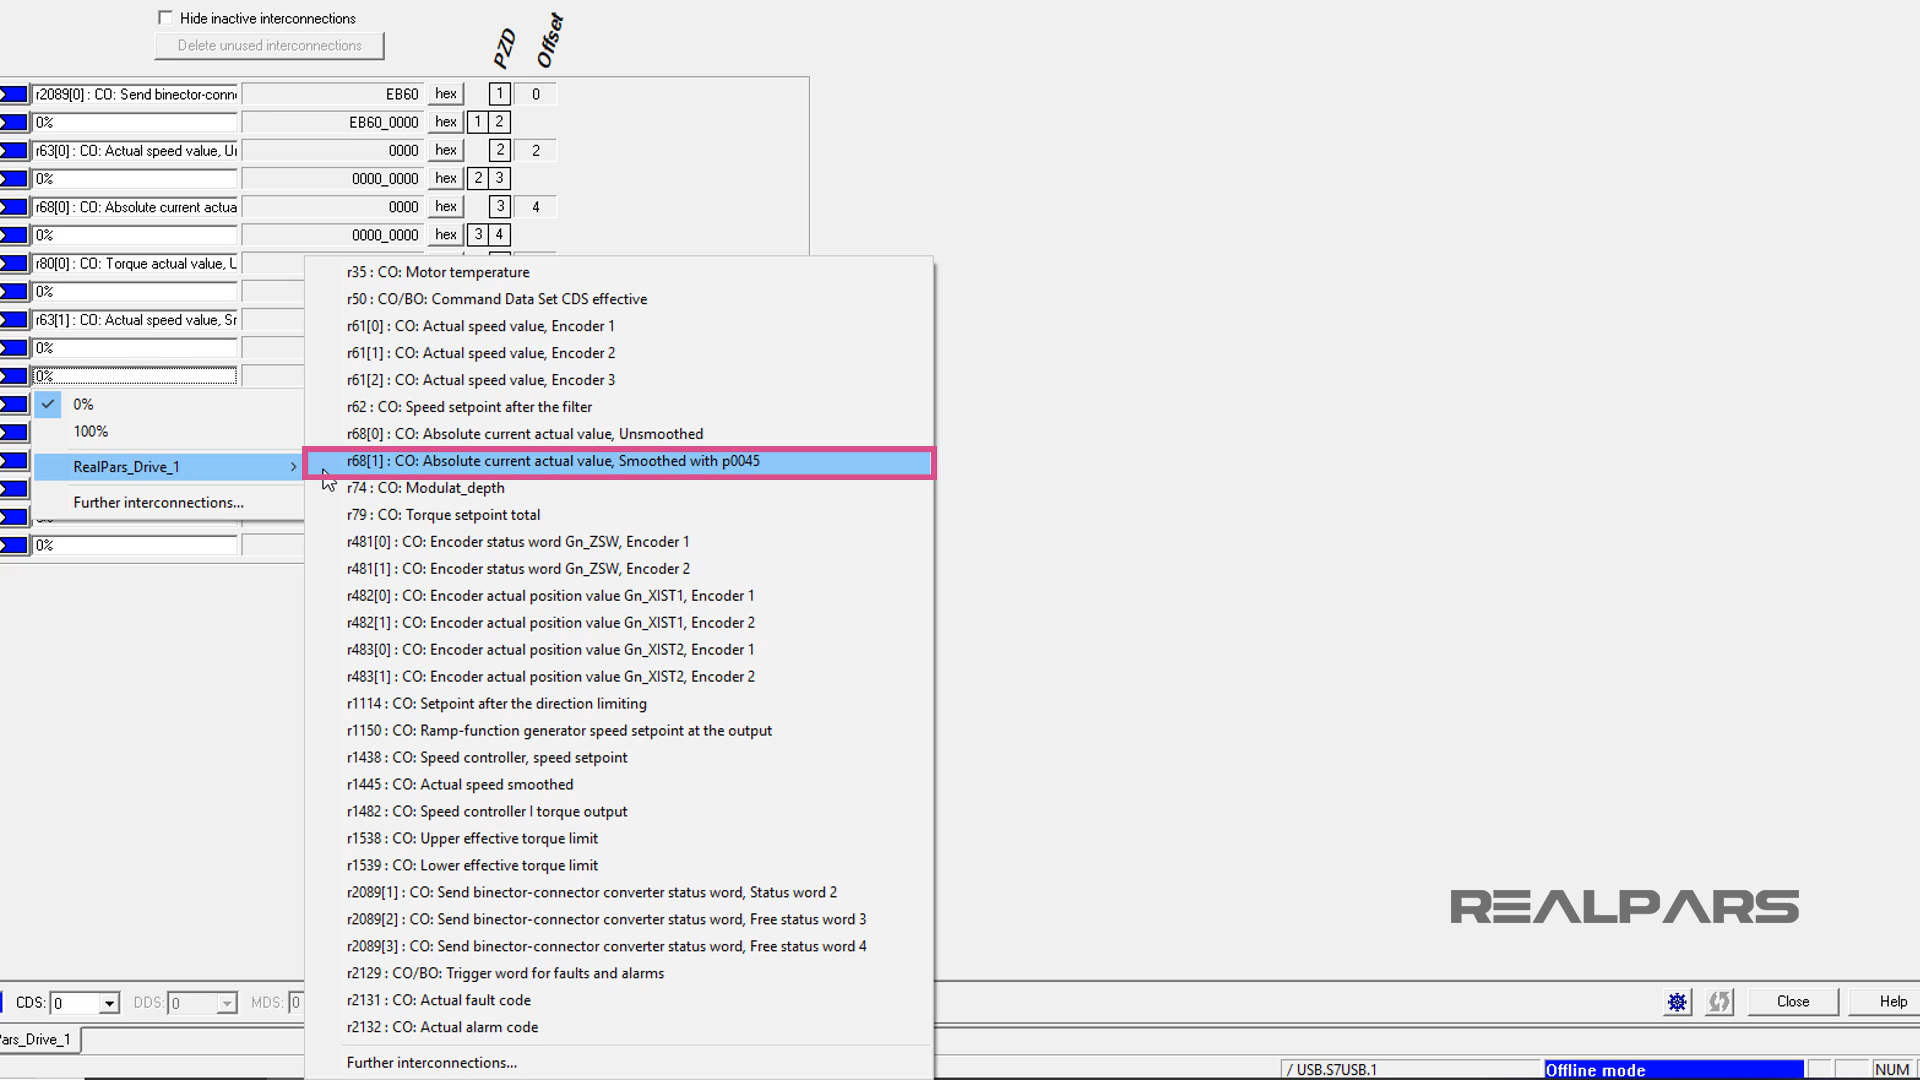 Hide inactive interconnections
Delete unused interconnections
PZD
Offset
r2089[0] : CO: Send binector-conn
EB60 hex 1 0
0% EB60_0000 hex 1 2
r63[0] : CO: Actual speed value, U
0000 hex 2 2
0% 0000_0000 hex 2 3
r68[0] : CO: Absolute current actua
0000 hex 3 4
0% 0000_0000 hex 3 4
r80[0] : CO: Torque actual value, U
0%
r63[1] : CO: Actual speed value, Sr
0%
0%
0%
100%
RealPars_Drive_1 >
Further interconnections...
0%
r35 : CO: Motor temperature
r50 : CO/BO: Command Data Set CDS effective
r61[0] : CO: Actual speed value, Encoder 1
r61[1] : CO: Actual speed value, Encoder 2
r61[2] : CO: Actual speed value, Encoder 3
r62 : CO: Speed setpoint after the filter
r68[0] : CO: Absolute current actual value, Unsmoothed
r68[1] : CO: Absolute current actual value, Smoothed with p0045
r74 : CO: Modulat_depth
r79 : CO: Torque setpoint total
r481[0] : CO: Encoder status word Gn_ZSW, Encoder 1
r481[1] : CO: Encoder status word Gn_ZSW, Encoder 2
r482[0] : CO: Encoder actual position value Gn_XIST1, Encoder 1
r482[1] : CO: Encoder actual position value Gn_XIST1, Encoder 2
r483[0] : CO: Encoder actual position value Gn_XIST2, Encoder 1
r483[1] : CO: Encoder actual position value Gn_XIST2, Encoder 2
r1114 : CO: Setpoint after the direction limiting
r1150 : CO: Ramp-function generator speed setpoint at the output
r1438 : CO: Speed controller, speed setpoint
r1445 : CO: Actual speed smoothed
r1482 : CO: Speed controller I torque output
r1538 : CO: Upper effective torque limit
r1539 : CO: Lower effective torque limit
r2089[1] : CO: Send binector-connector converter status word, Status word 2
r2089[2] : CO: Send binector-connector converter status word, Free status word 3
r2089[3] : CO: Send binector-connector converter status word, Free status word 4
r2129 : CO/BO: Trigger word for faults and alarms
r2131 : CO: Actual fault code
r2132 : CO: Actual alarm code
Further interconnections...
REALPARS
CDS: 0 DDS: 0 MDS: 0
Close
Help
Pars_Drive_1
/ USB.S7USB.1
Offline mode
NUM